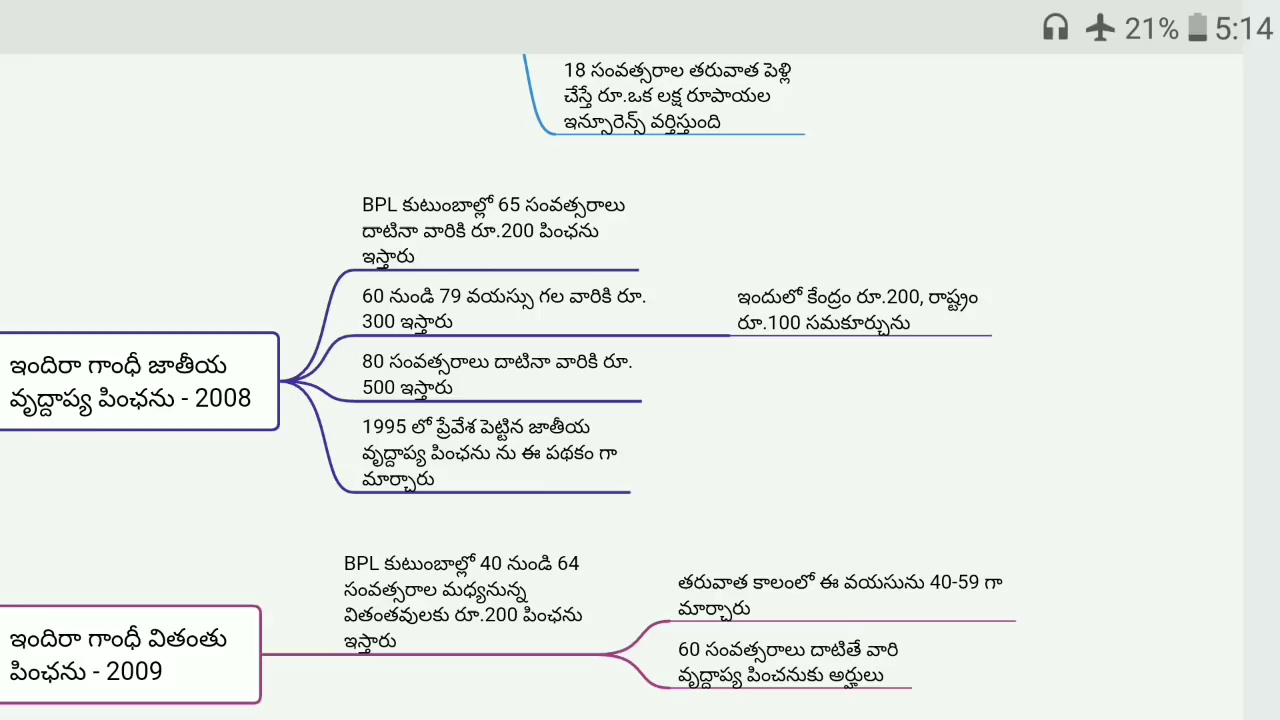 21% 5:14
18 సంవత్సరాల తరువాత పెళ్లి
చేస్తే రూ.ఒక లక్ష రూపాయల
ఇన్సూరెన్స్ వర్తిస్తుంది
BPL కుటుంబాల్లో 65 సంవత్సరాలు
దాటినా వారికి రూ.200 పింఛను
ఇస్తారు
60 నుండి 79 వయస్సు గల వారికి రూ.
300 ఇస్తారు
ఇందులో కేంద్రం రూ.200, రాష్ట్రం
రూ.100 సమకూర్చును
ఇందిరా గాంధీ జాతీయ
వృద్దాప్య పింఛను - 2008
80 సంవత్సరాలు దాటినా వారికి రూ.
500 ఇస్తారు
1995 లో ప్రేవేశ పెట్టిన జాతీయ
వృద్దాప్య పింఛను ను ఈ పథకం గా
మార్చారు
ఇందిరా గాంధీ వితంతు
పింఛను - 2009
BPL కుటుంబాల్లో 40 నుండి 64
సంవత్సరాల మధ్యనున్న
వితంతవులకు రూ.200 పింఛను
ఇస్తారు
తరువాత కాలంలో ఈ వయసును 40-59 గా
మార్చారు
60 సంవత్సరాలు దాటితే వారి
వృద్దాప్య పించనుకు అర్హులు